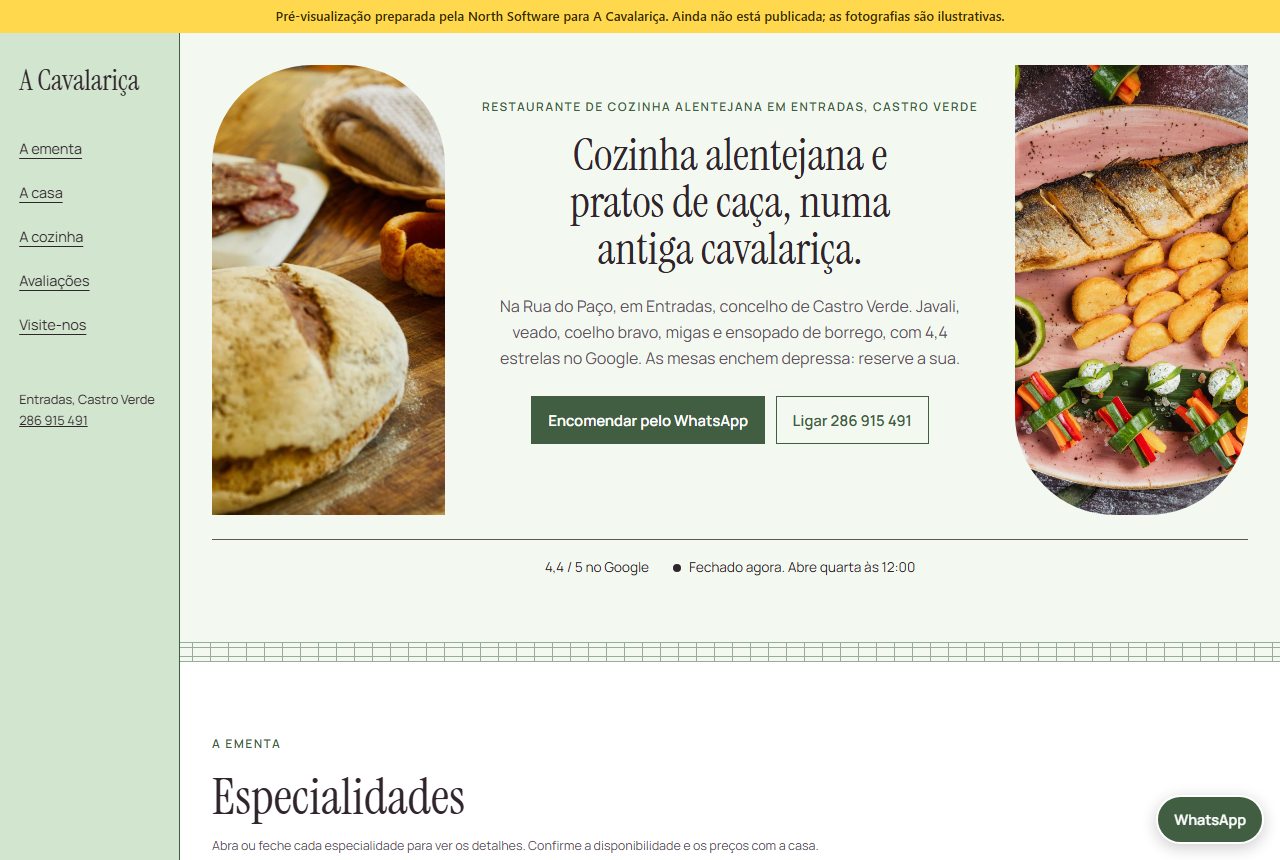 Pré-visualização preparada pela North Software para A Cavalariça. Ainda não está publicada; as fotografias são ilustrativas.
A Cavalariça
A ementa
A casa
A cozinha
Avaliações
Visite-nos
Entradas, Castro Verde
286 915 491
RESTAURANTE DE COZINHA ALENTEJANA EM ENTRADAS, CASTRO VERDE
Cozinha alentejana e
pratos de caça, numa
antiga cavalariça.
Na Rua do Paço, em Entradas, concelho de Castro Verde. Javali,
veado, coelho bravo, migas e ensopado de borrego, com 4,4
estrelas no Google. As mesas enchem depressa: reserve a sua.
Encomendar pelo WhatsApp
Ligar 286 915 491
4,4 / 5 no Google
Fechado agora. Abre quarta às 12:00
A EMENTA
Especialidades
Abra ou feche cada especialidade para ver os detalhes. Confirme a disponibilidade e os preços com a casa.
WhatsApp